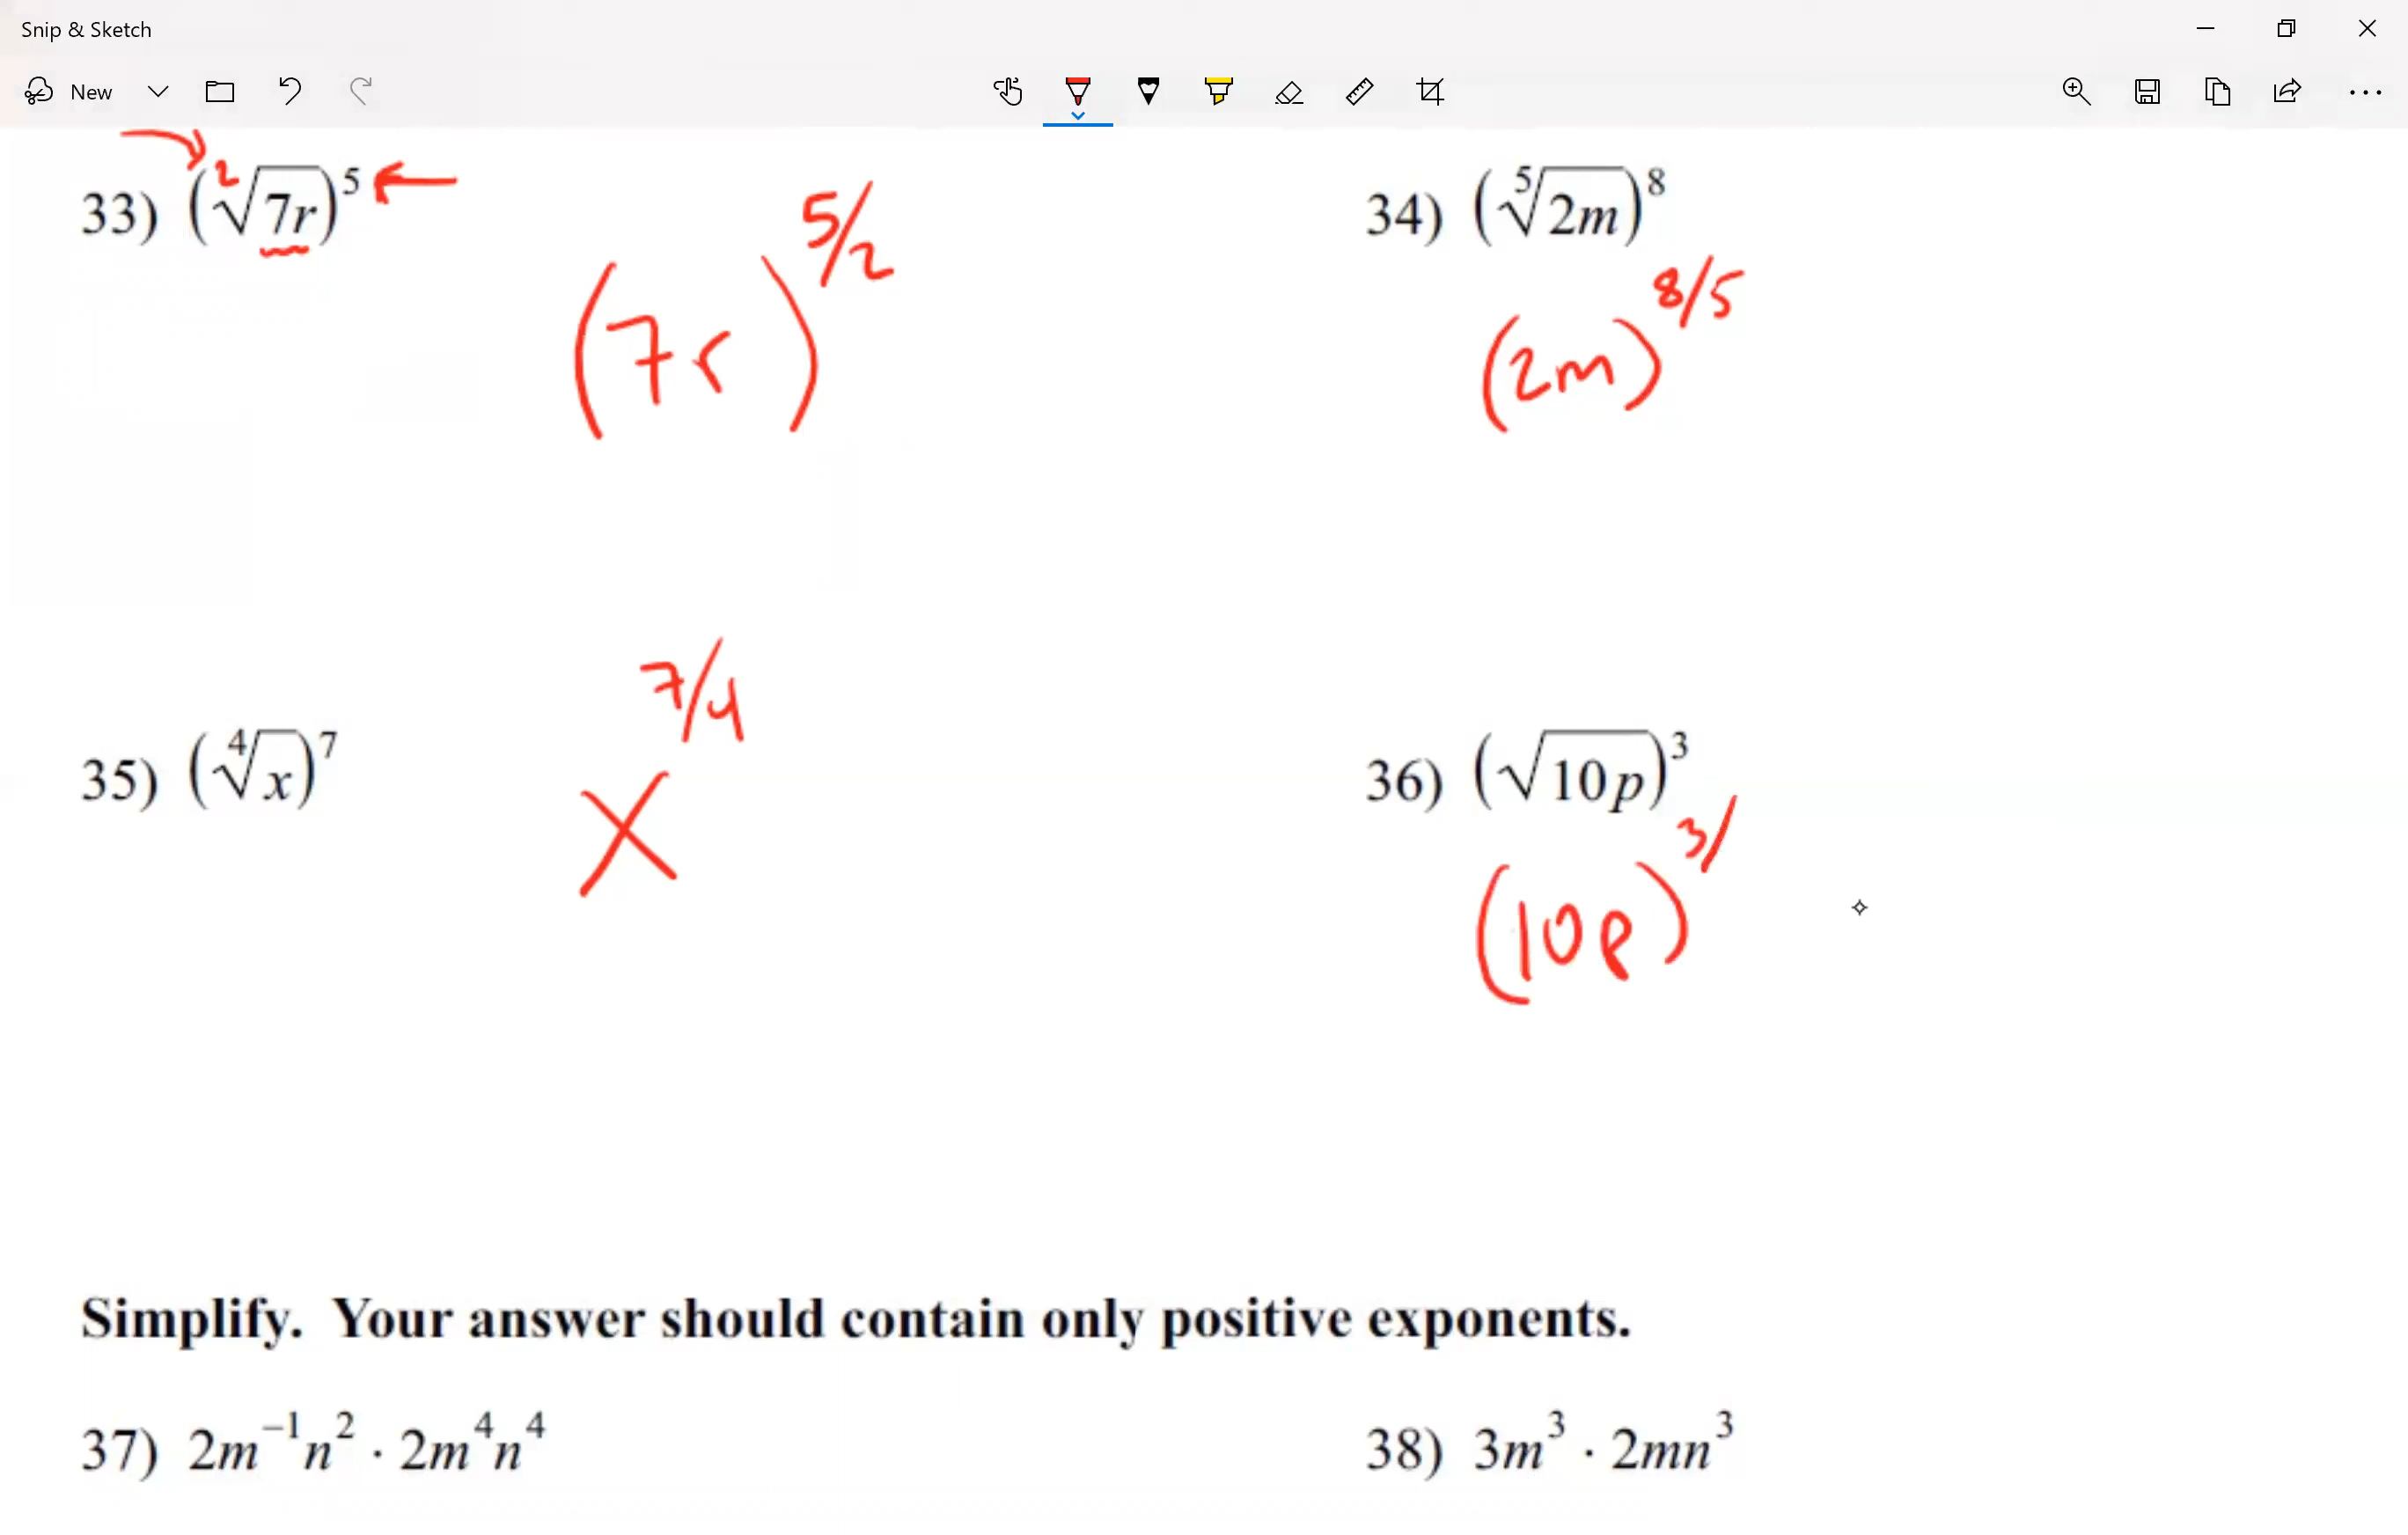 Snip & Sketch
New
33) (²√7r)⁵
(7r)^5/2
34) (⁵√2m)⁸
(2m)^8/5
35) (⁴√x)⁷
x^7/4
36) (√10p)³
(10p)^3/
Simplify. Your answer should contain only positive exponents.
37) 2m⁻¹n² · 2m⁴n⁴
38) 3m³ · 2mn³